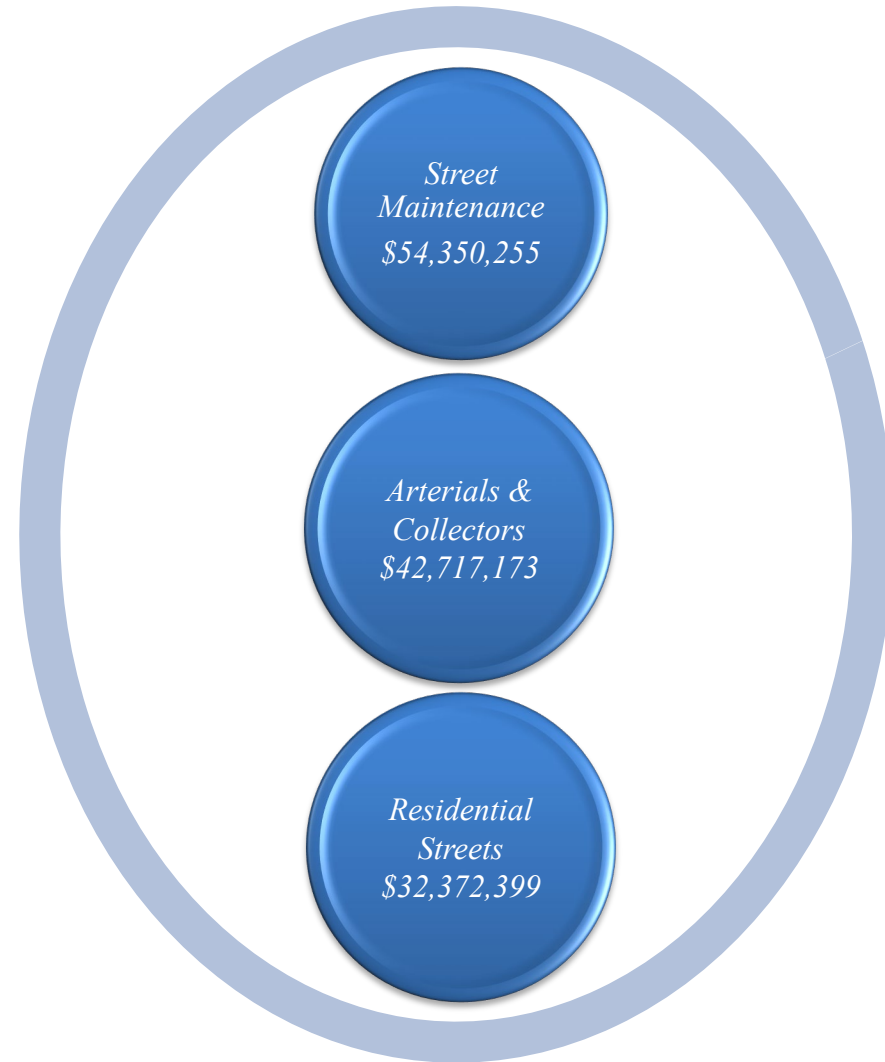 Street
Maintenance
$54,350,255
Arterials &
Collectors
$42,717,173
Residential
Streets
$32,372,399